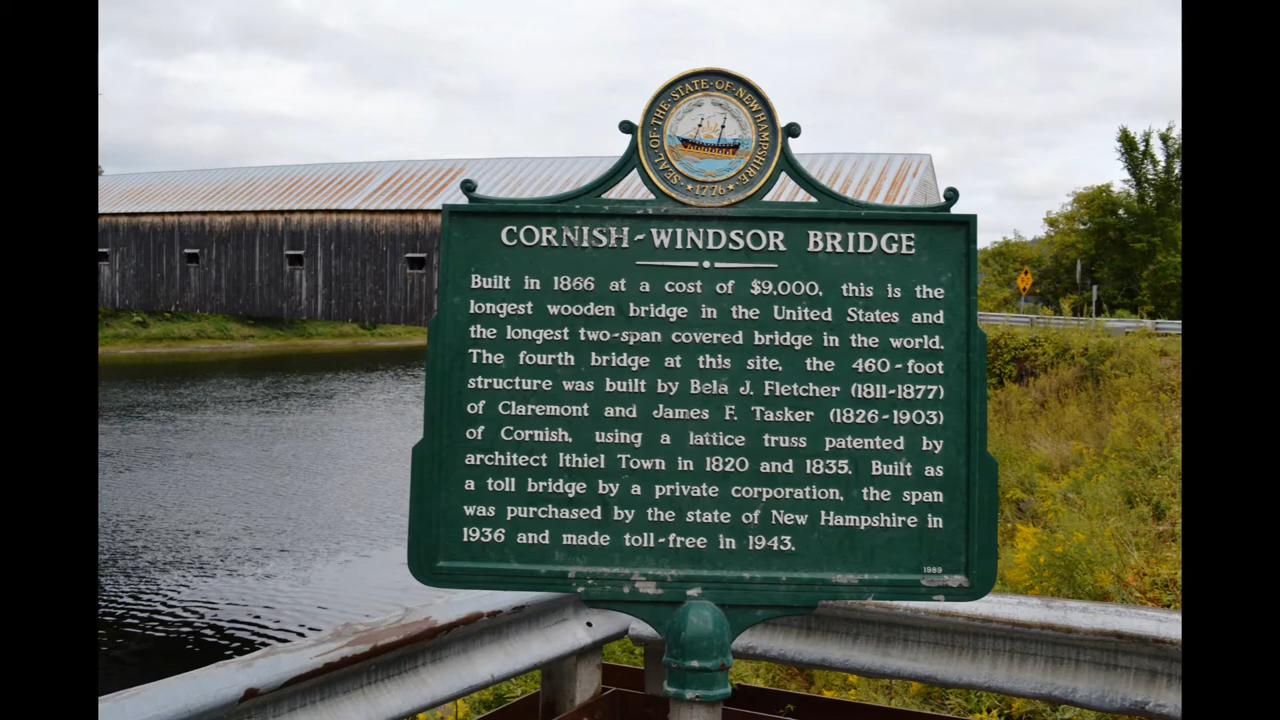 SEAL·OF·THE·STATE·OF·NEW HAMPSHIRE·
★1776★
CORNISH-WINDSOR BRIDGE
Built in 1866 at a cost of $9,000, this is the
longest wooden bridge in the United States and
the longest two-span covered bridge in the world.
The fourth bridge at this site, the 460-foot
structure was built by Bela J. Fletcher (1811-1877)
of Claremont and James F. Tasker (1826-1903)
of Cornish, using a lattice truss patented by
architect Ithiel Town in 1820 and 1835. Built as
a toll bridge by a private corporation, the span
was purchased by the state of New Hampshire in
1936 and made toll-free in 1943.
1989